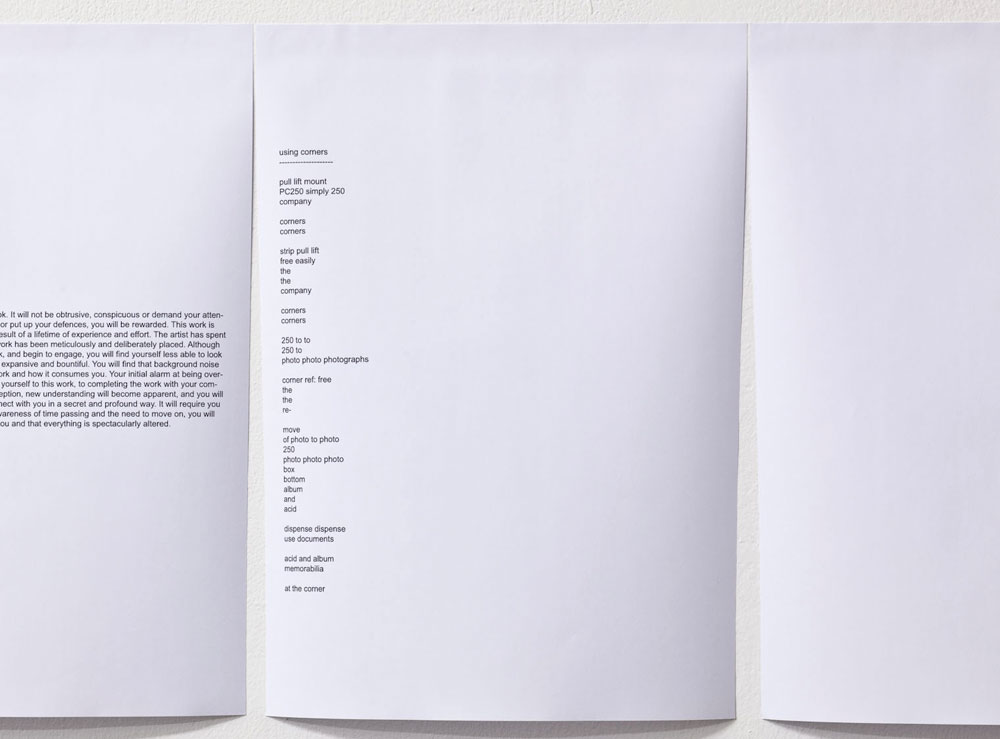 ok. It will not be obtrusive, conspicuous or demand your atten-
or put up your defences, you will be rewarded. This work is
esult of a lifetime of experience and effort. The artist has spent
ork has been meticulously and deliberately placed. Although
k, and begin to engage, you will find yourself less able to look
expansive and bountiful. You will find that background noise
ork and how it consumes you. Your initial alarm at being over-
yourself to this work, to completing the work with your com-
eption, new understanding will become apparent, and you will
nect with you in a secret and profound way. It will require you
wareness of time passing and the need to move on, you will
ou and that everything is spectacularly altered.
using corners
--------------------
pull lift mount
PC250 simply 250
company
corners
corners
strip pull lift
free easily
the
the
company
corners
corners
250 to to
250 to
photo photo photographs
corner ref: free
the
the
re-
move
of photo to photo
250
photo photo photo
box
bottom
album
and
acid
dispense dispense
use documents
acid and album
memorabilia
at the corner